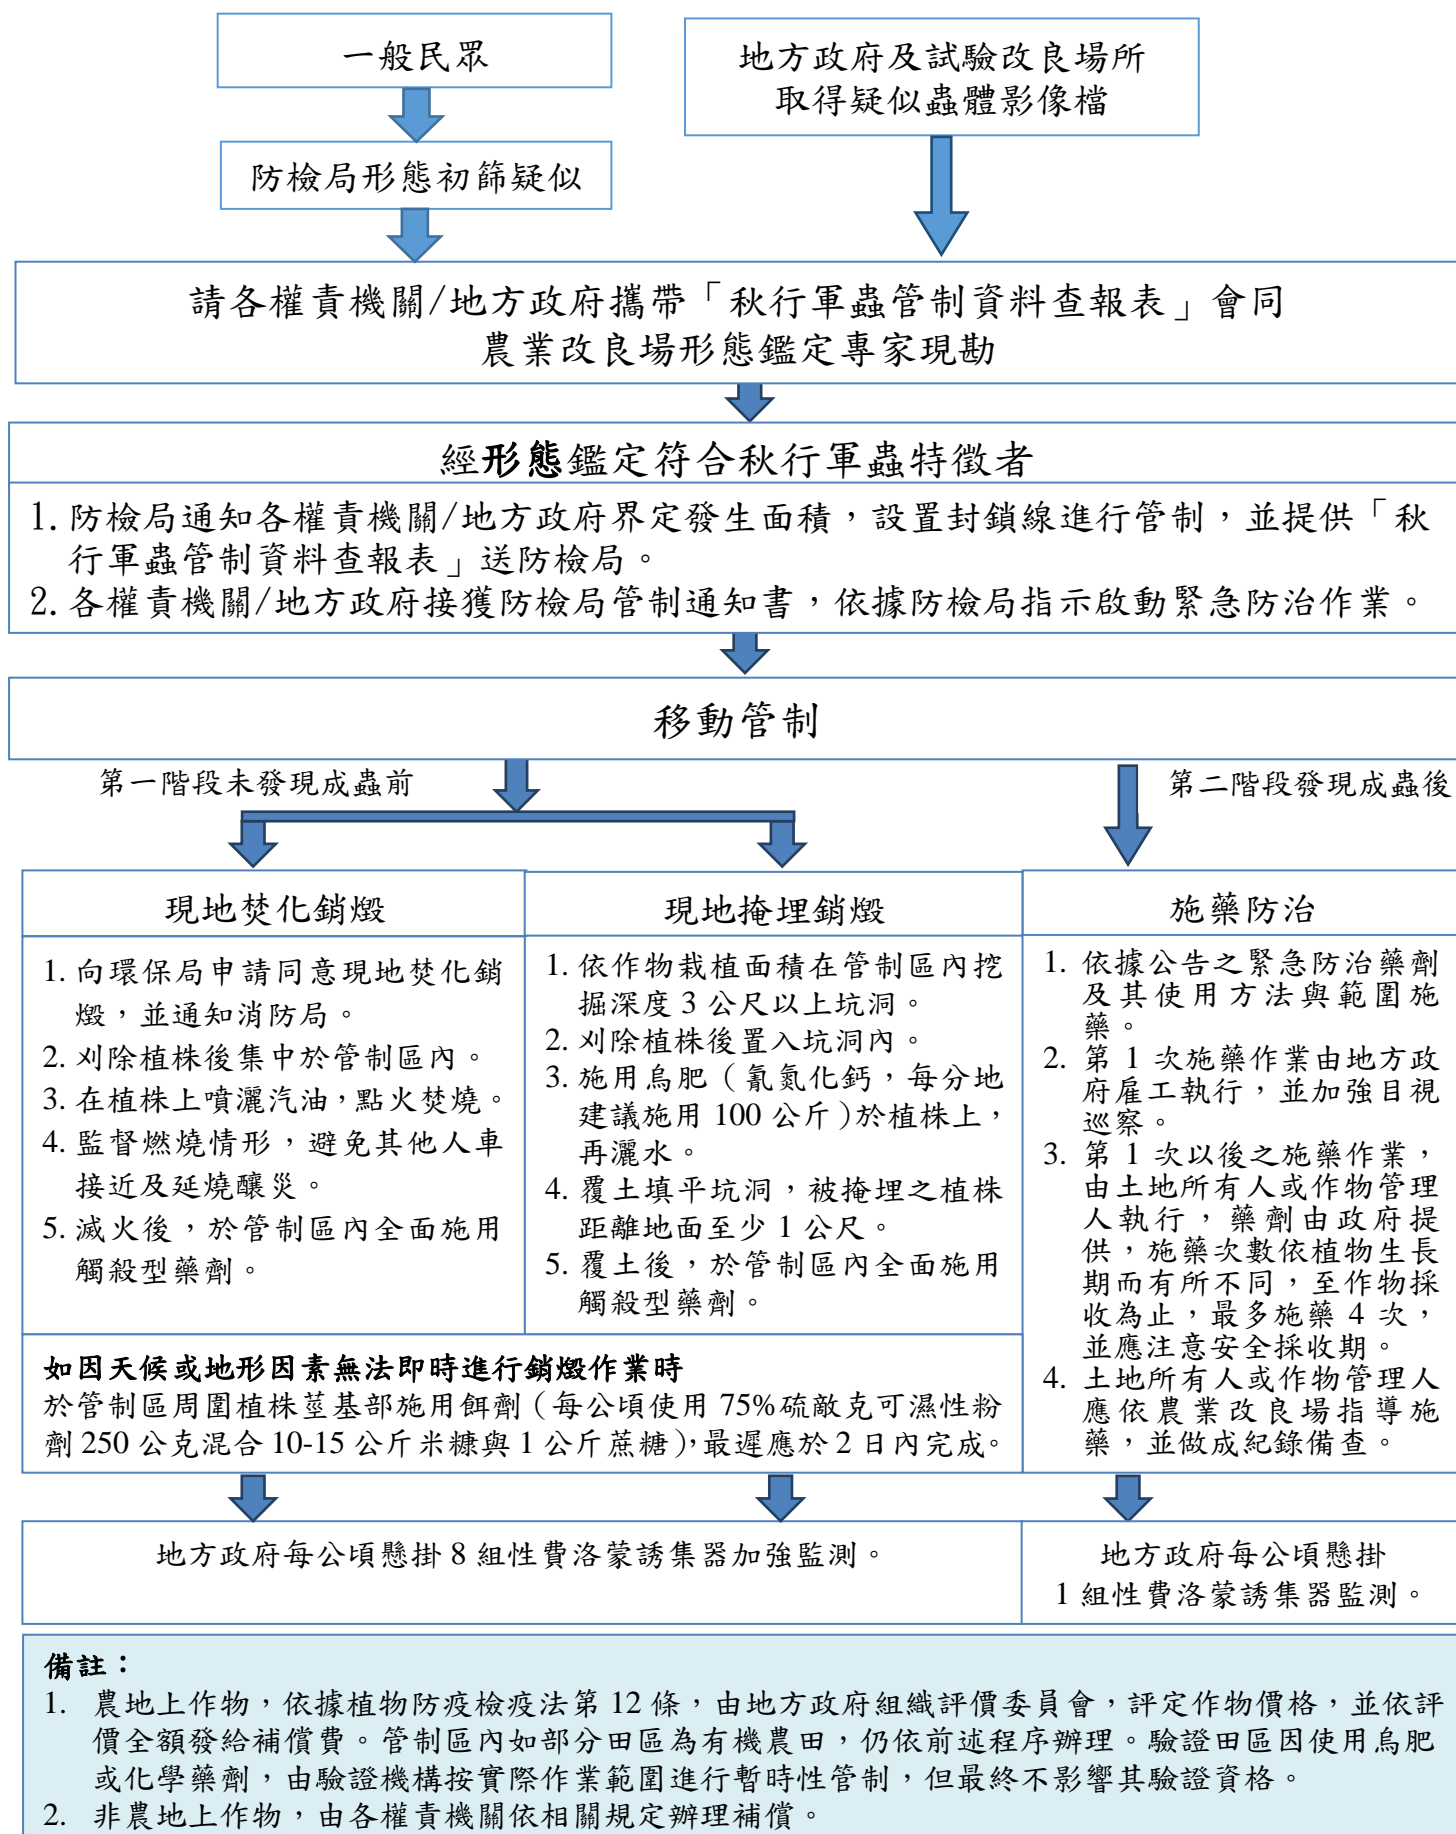 一般民眾
地方政府及試驗改良場所
取得疑似蟲體影像檔
防檢局形態初篩疑似
請各權責機關/地方政府攜帶「秋行軍蟲管制資料查報表」會同
農業改良場形態鑑定專家現勘
經形態鑑定符合秋行軍蟲特徵者
1. 防檢局通知各權責機關/地方政府界定發生面積，設置封鎖線進行管制，並提供「秋
行軍蟲管制資料查報表」送防檢局。
2. 各權責機關/地方政府接獲防檢局管制通知書，依據防檢局指示啟動緊急防治作業。
移動管制
第一階段未發現成蟲前
第二階段發現成蟲後
現地焚化銷燬
1. 向環保局申請同意現地焚化銷
燬，並通知消防局。
2. 刈除植株後集中於管制區內。
3. 在植株上噴灑汽油，點火焚燒。
4. 監督燃燒情形，避免其他人車
接近及延燒釀災。
5. 滅火後，於管制區內全面施用
觸殺型藥劑。
現地掩埋銷燬
1. 依作物栽植面積在管制區內挖
掘深度 3 公尺以上坑洞。
2. 刈除植株後置入坑洞內。
3. 施用烏肥（氰氮化鈣，每分地
建議施用 100 公斤）於植株上，
再灑水。
4. 覆土填平坑洞，被掩埋之植株
距離地面至少 1 公尺。
5. 覆土後，於管制區內全面施用
觸殺型藥劑。
施藥防治
1. 依據公告之緊急防治藥劑
及其使用方法與範圍施
藥。
2. 第 1 次施藥作業由地方政
府雇工執行，並加強目視
巡察。
3. 第 1 次以後之施藥作業，
由土地所有人或作物管理
人執行，藥劑由政府提
供，施藥次數依植物生長
期而有所不同，至作物採
收為止，最多施藥 4 次，
並應注意安全採收期。
4. 土地所有人或作物管理人
應依農業改良場指導施
藥，並做成紀錄備查。
如因天候或地形因素無法即時進行銷燬作業時
於管制區周圍植株莖基部施用餌劑（每公頃使用 75%硫敵克可濕性粉
劑 250 公克混合 10-15 公斤米糠與 1 公斤蔗糖），最遲應於 2 日內完成。
地方政府每公頃懸掛 8 組性費洛蒙誘集器加強監測。
地方政府每公頃懸掛
1 組性費洛蒙誘集器監測。
備註：
1. 農地上作物，依據植物防疫檢疫法第 12 條，由地方政府組織評價委員會，評定作物價格，並依評
價全額發給補償費。管制區內如部分田區為有機農田，仍依前述程序辦理。驗證田區因使用烏肥
或化學藥劑，由驗證機構按實際作業範圍進行暫時性管制，但最終不影響其驗證資格。
2. 非農地上作物，由各權責機關依相關規定辦理補償。